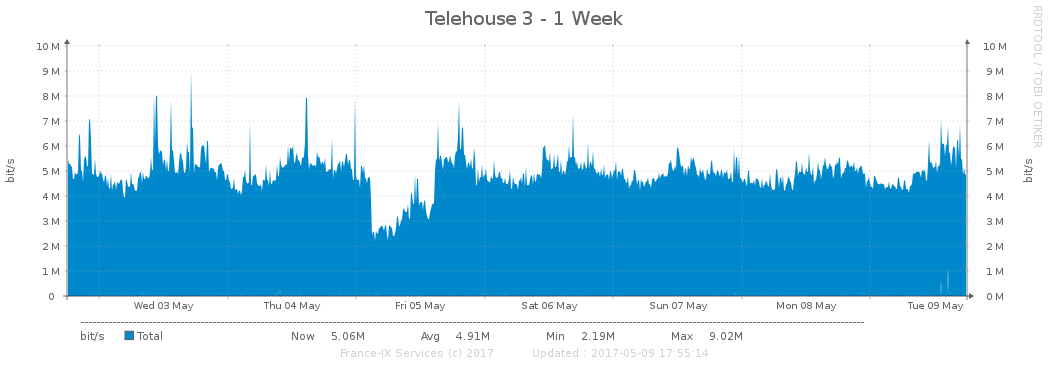 Telehouse 3 - 1 Week
RRDTOOL / TOBI OETIKER
bit/s
10 M 10 M
9 M 9 M
8 M 8 M
7 M 7 M
6 M 6 M
5 M 5 M
4 M 4 M
3 M 3 M
2 M 2 M
1 M 1 M
0 0 M
bit/s
Wed 03 May Thu 04 May Fri 05 May Sat 06 May Sun 07 May Mon 08 May Tue 09 May
bit/s Total Now 5.06M Avg 4.91M Min 2.19M Max 9.02M
France-IX Services (c) 2017 Updated : 2017-05-09 17:55:14